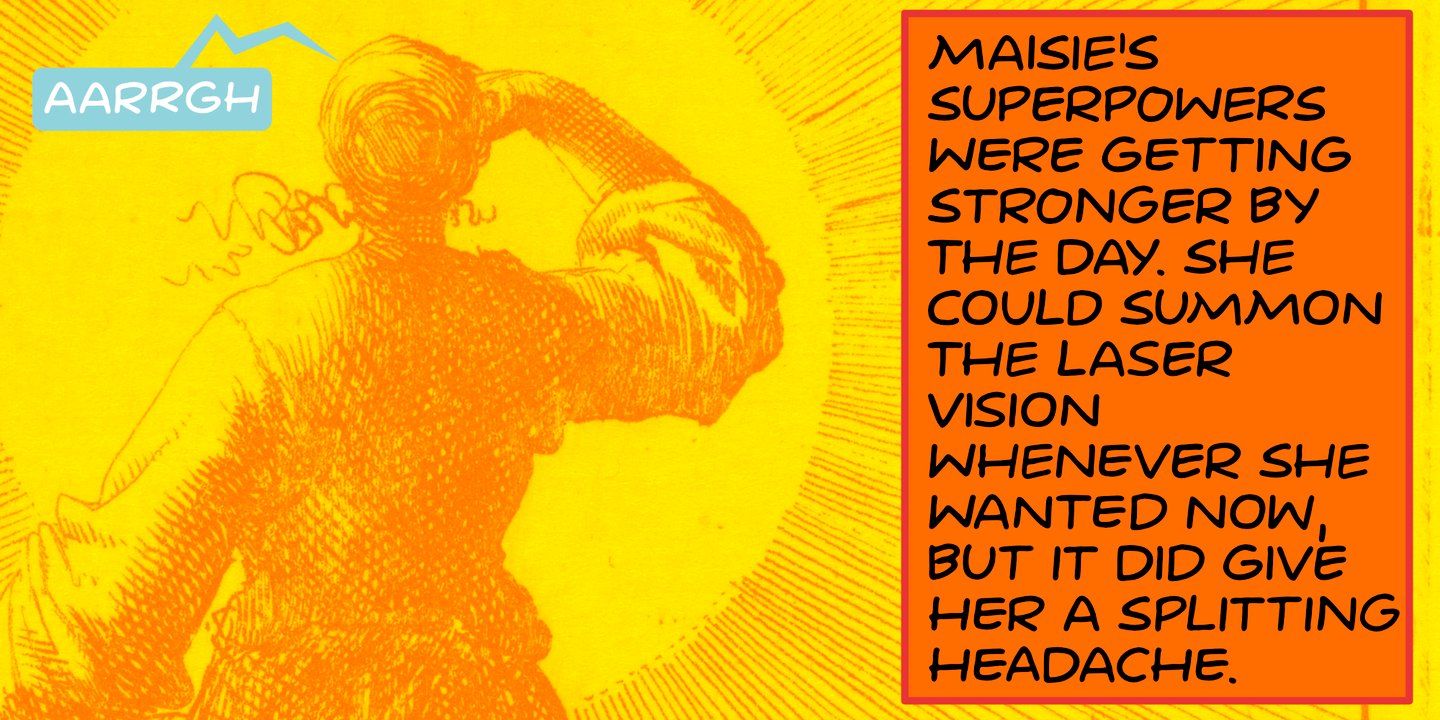 AARRGH
MAISIE'S
SUPERPOWERS
WERE GETTING
STRONGER BY
THE DAY. SHE
COULD SUMMON
THE LASER
VISION
WHENEVER SHE
WANTED NOW,
BUT IT DID GIVE
HER A SPLITTING
HEADACHE.